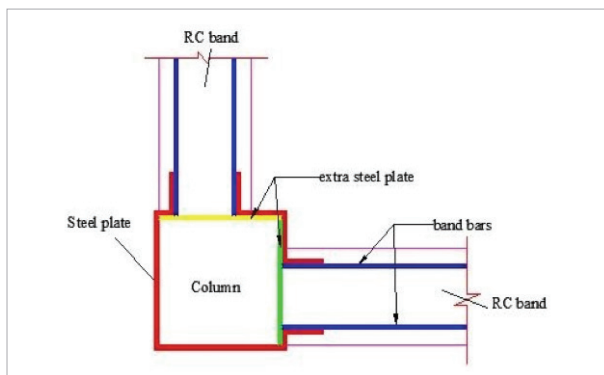 RC band
extra steel plate
Steel plate
band bars
Column
RC band